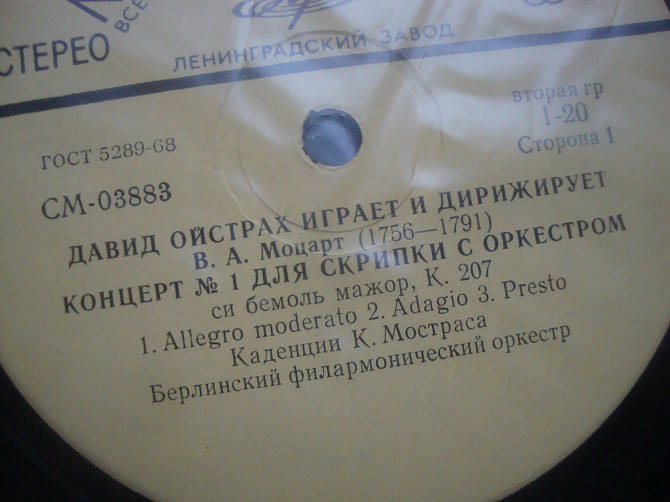 СТЕРЕО
ВСЕ
ЛЕНИНГРАДСКИЙ ЗАВОД
ГОСТ 5289-68
вторая гр
1-20
СМ-03883
Сторона 1
ДАВИД ОЙСТРАХ ИГРАЕТ И ДИРИЖИРУЕТ
В. А. Моцарт (1756—1791)
КОНЦЕРТ № 1 ДЛЯ СКРИПКИ С ОРКЕСТРОМ
си бемоль мажор, К. 207
1. Allegro moderato 2. Adagio 3. Presto
Каденции К. Мостраса
Берлинский филармонический оркестр